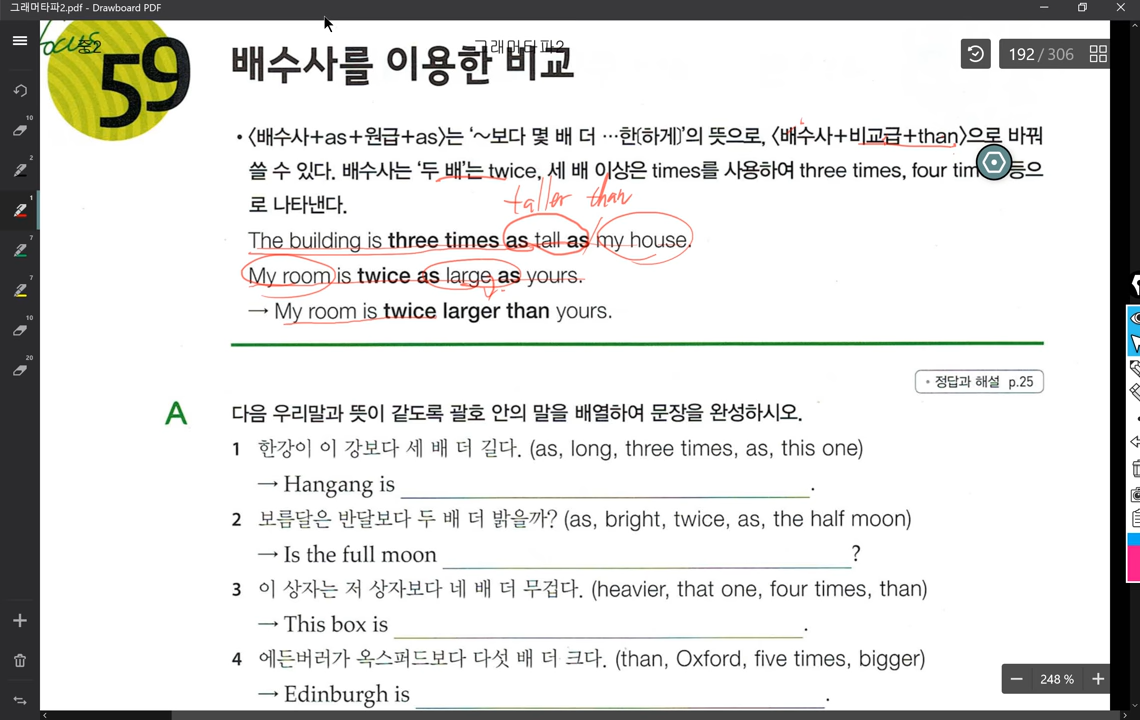 그래머타파2.pdf - Drawboard PDF
focus
중2
59
그래머타파2
배수사를 이용한 비교
192 / 306
• 〈배수사+as+원급+as〉는 ‘~보다 몇 배 더 …한(하게)’의 뜻으로, 〈배수사+비교급+than〉으로 바꿔
쓸 수 있다. 배수사는 ‘두 배’는 twice, 세 배 이상은 times를 사용하여 three times, four tim 등으
로 나타낸다.
taller than
The building is three times as tall as my house.
My room is twice as large as yours.
→ My room is twice larger than yours.
• 정답과 해설 p.25
A 다음 우리말과 뜻이 같도록 괄호 안의 말을 배열하여 문장을 완성하시오.
1 한강이 이 강보다 세 배 더 길다. (as, long, three times, as, this one)
→ Hangang is .
2 보름달은 반달보다 두 배 더 밝을까? (as, bright, twice, as, the half moon)
→ Is the full moon ?
3 이 상자는 저 상자보다 네 배 더 무겁다. (heavier, that one, four times, than)
→ This box is .
4 에든버러가 옥스퍼드보다 다섯 배 더 크다. (than, Oxford, five times, bigger)
→ Edinburgh is .
248 %
10
2
1
7
7
10
20